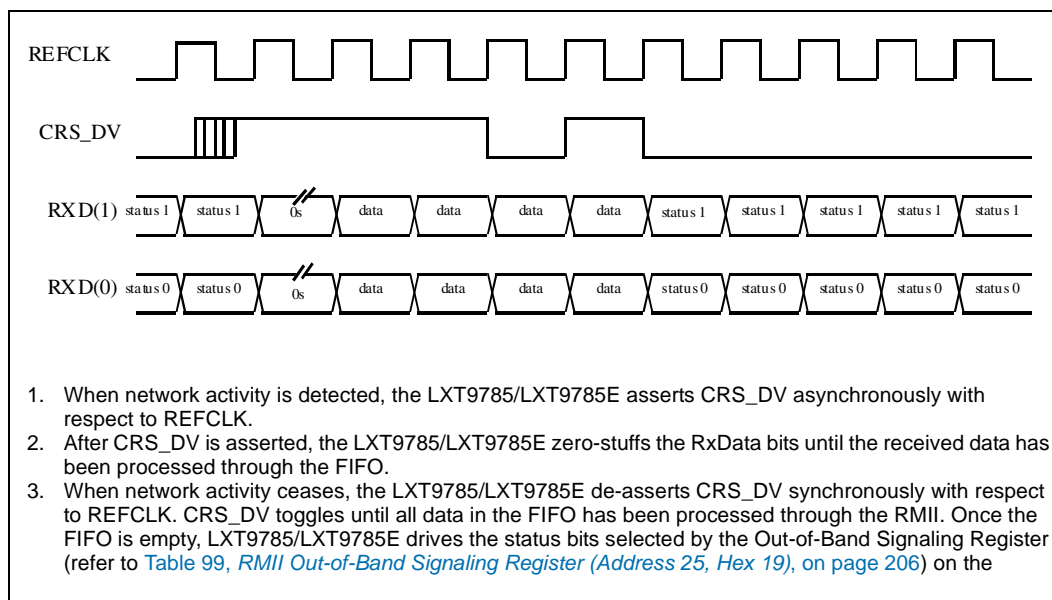 REFCLK
CRS_DV
RXD(1) status 1 status 1 0s data data data data status 1 status 1 status 1 status 1 status 1
RXD(0) status 0 status 0 0s data data data data status 0 status 0 status 0 status 0 status 0
1. When network activity is detected, the LXT9785/LXT9785E asserts CRS_DV asynchronously with
respect to REFCLK.
2. After CRS_DV is asserted, the LXT9785/LXT9785E zero-stuffs the RxData bits until the received data has
been processed through the FIFO.
3. When network activity ceases, the LXT9785/LXT9785E de-asserts CRS_DV synchronously with respect
to REFCLK. CRS_DV toggles until all data in the FIFO has been processed through the RMII. Once the
FIFO is empty, LXT9785/LXT9785E drives the status bits selected by the Out-of-Band Signaling Register
(refer to Table 99, RMII Out-of-Band Signaling Register (Address 25, Hex 19), on page 206) on the